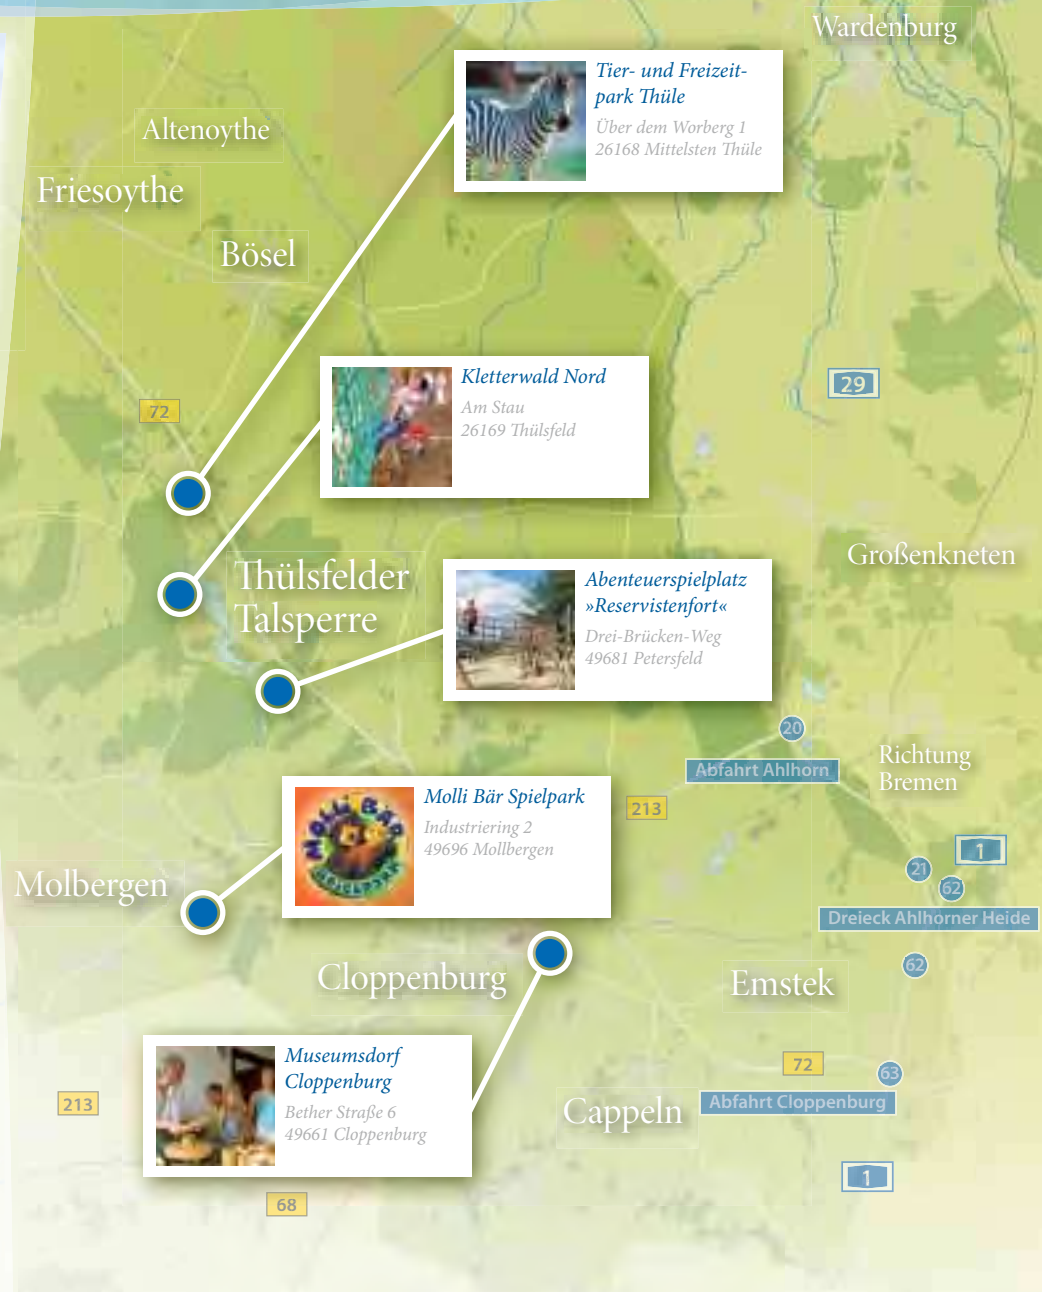 Wardenburg
Tier- und Freizeit-
park Thüle
Über dem Worberg 1
26168 Mittelsten Thüle
Altenoythe
Friesoythe
Bösel
Kletterwald Nord
Am Stau
26169 Thülsfeld
29
72
Thülsfelder
Talsperre
Großenkneten
Abenteuerspielplatz
»Reservistenfort«
Drei-Brücken-Weg
49681 Petersfeld
20
Abfahrt Ahlhorn
Richtung
Bremen
Molli Bär Spielpark
Industriering 2
49696 Mollbergen
MOLLI BÄR
SPIELPARK
213
1
21
62
Dreieck Ahlhorner Heide
Molbergen
62
Cloppenburg
Emstek
Museumsdorf
Cloppenburg
Bether Straße 6
49661 Cloppenburg
72
63
Abfahrt Cloppenburg
213
Cappeln
1
68